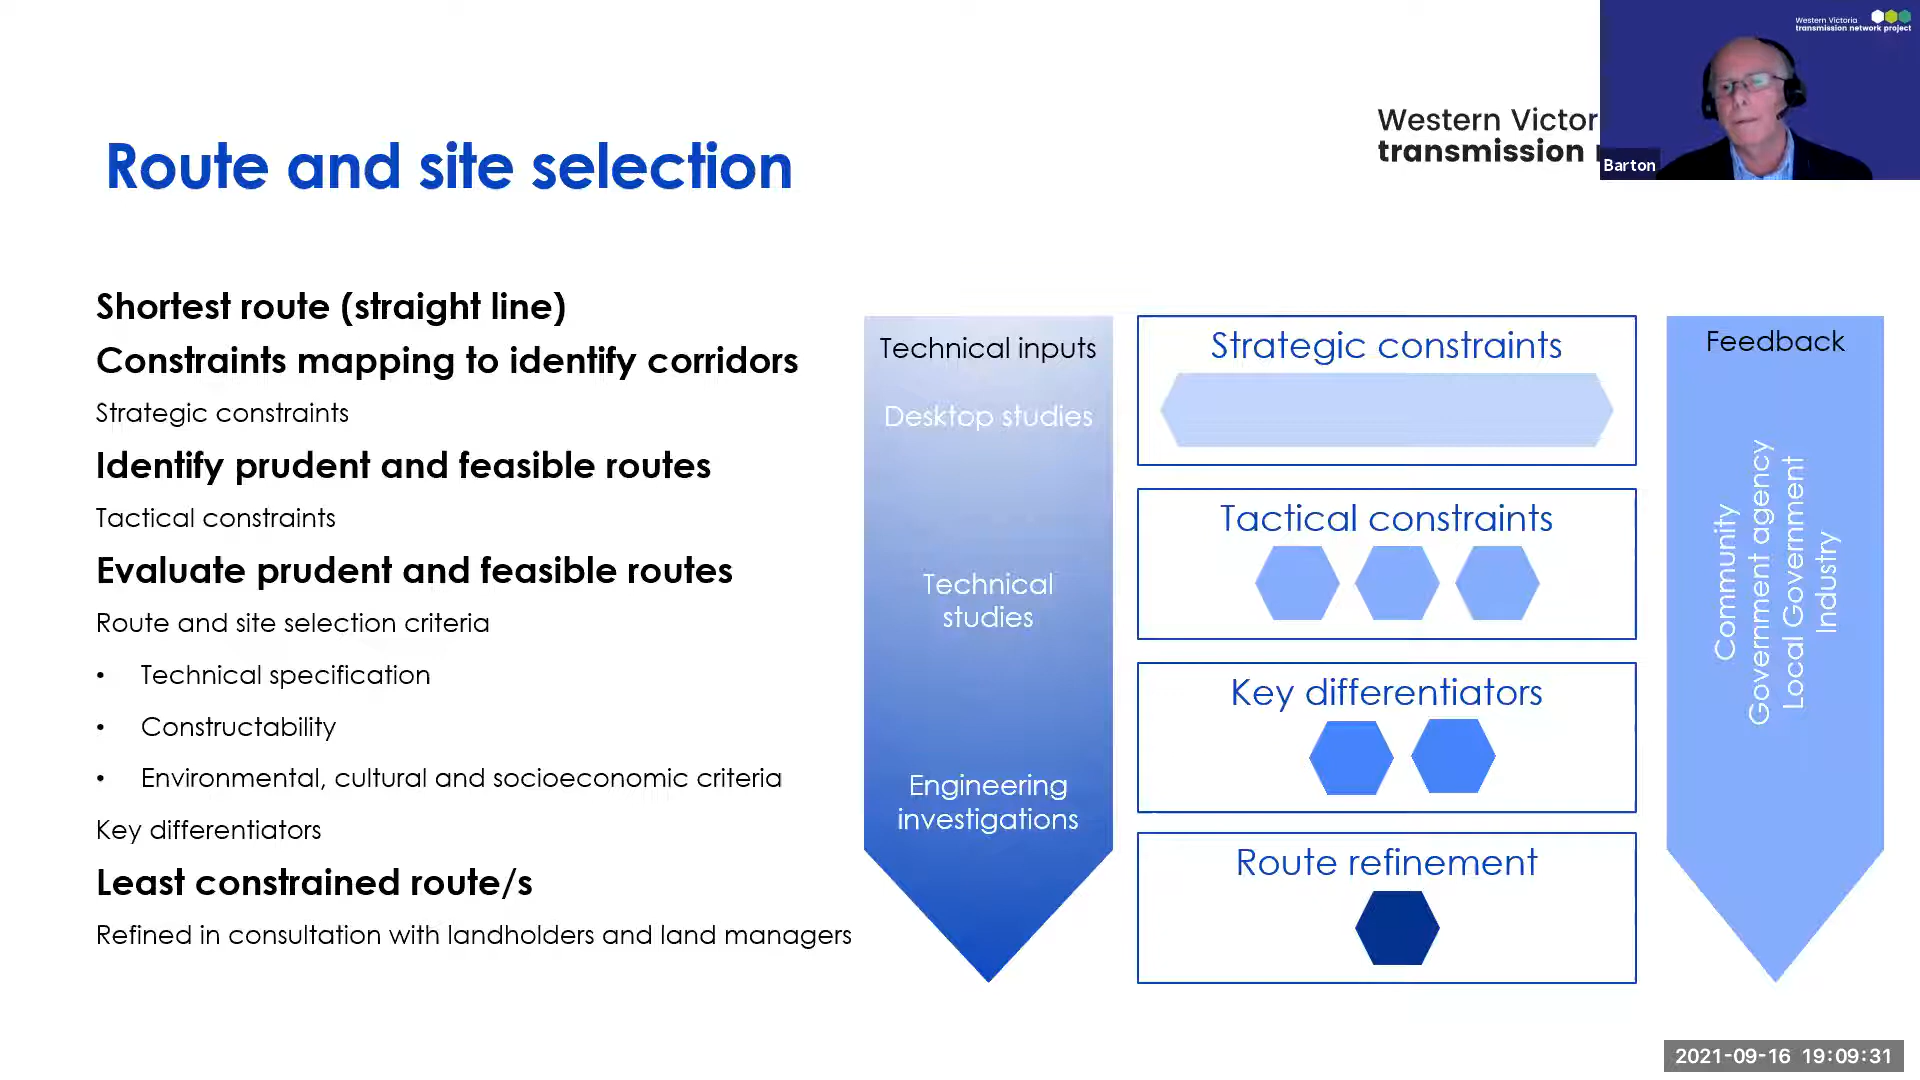 Western Victoria
transmission network project
Western Victor
transmission
Barton
Route and site selection
Shortest route (straight line)
Constraints mapping to identify corridors
Strategic constraints
Identify prudent and feasible routes
Tactical constraints
Evaluate prudent and feasible routes
Route and site selection criteria
• Technical specification
• Constructability
• Environmental, cultural and socioeconomic criteria
Key differentiators
Least constrained route/s
Refined in consultation with landholders and land managers
Technical inputs
Desktop studies
Technical
studies
Engineering
investigations
Strategic constraints
Tactical constraints
Key differentiators
Route refinement
Feedback
Community
Government agency
Local Government
Industry
2021-09-16 19:09:31